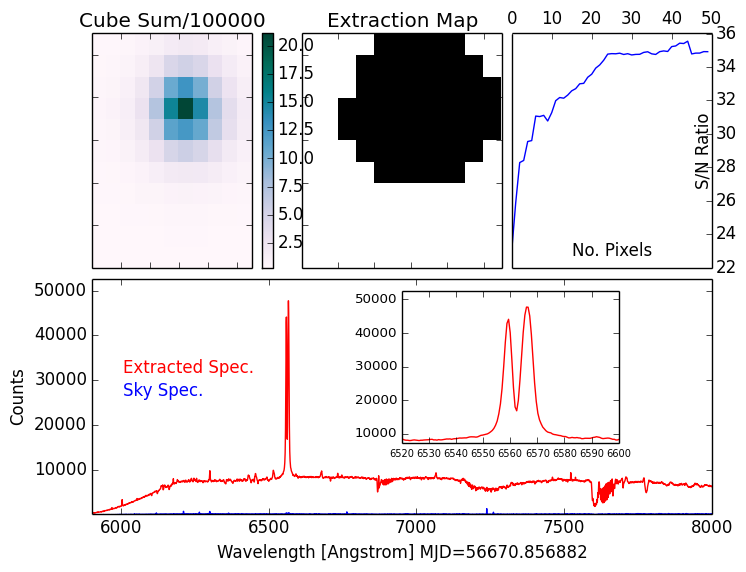 Cube Sum/100000
20.0
17.5
15.0
12.5
10.0
7.5
5.0
2.5
Extraction Map
0 10 20 30 40 50
36
34
32
30
28
26
24
22
S/N Ratio
No. Pixels
50000
40000
30000
20000
10000
Counts
Extracted Spec.
Sky Spec.
50000
40000
30000
20000
10000
6520 6530 6540 6550 6560 6570 6580 6590 6600
6000 6500 7000 7500 8000
Wavelength [Angstrom] MJD=56670.856882